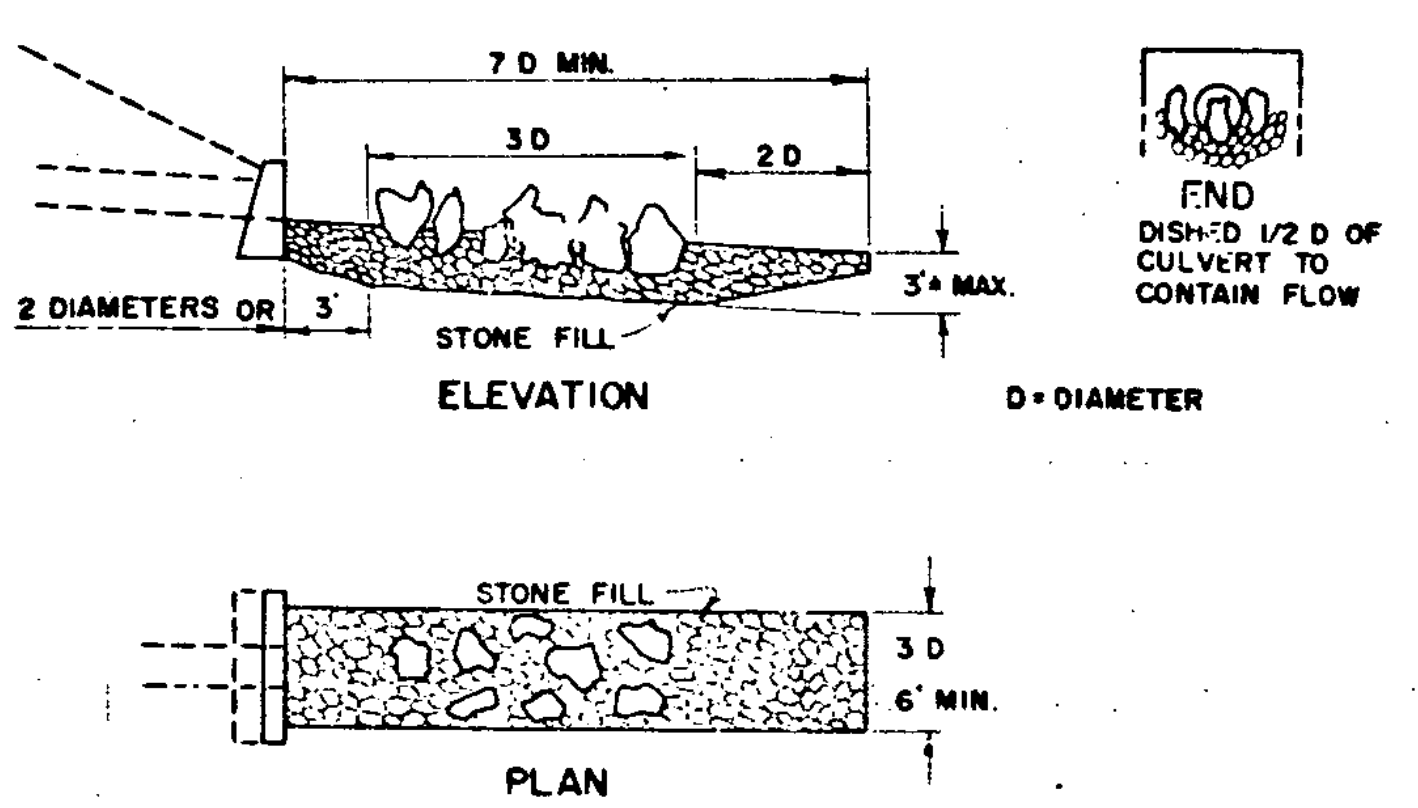 7 D MIN.
3 D
2 D
END
DISHED 1/2 D OF
CULVERT TO
CONTAIN FLOW
3'± MAX.
2 DIAMETERS OR 3'
STONE FILL
ELEVATION
D = DIAMETER
STONE FILL
3 D
6' MIN.
PLAN